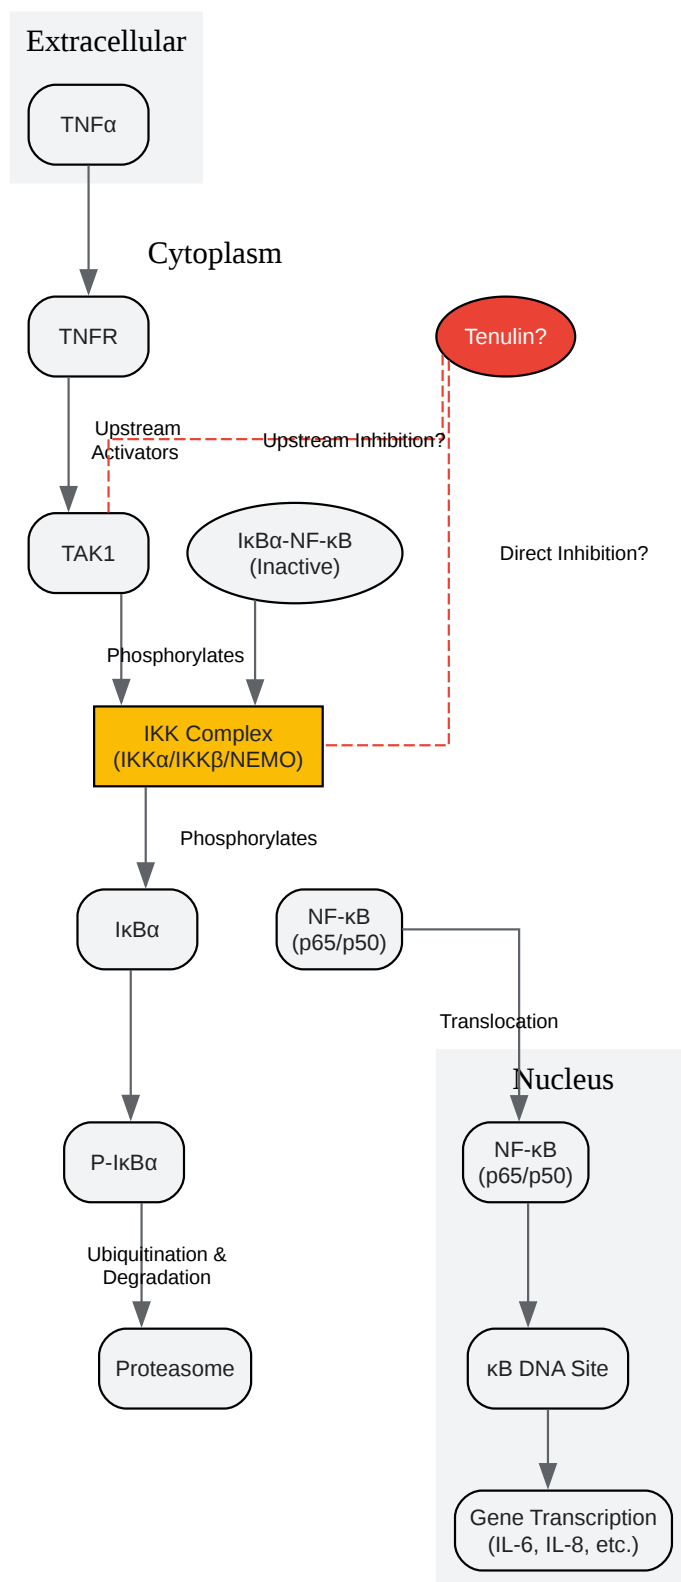 Extracellular
TNFα
Cytoplasm
TNFR
Tenulin?
Upstream
Activators
Upstream Inhibition?
TAK1
IκBα-NF-κB
(Inactive)
Direct Inhibition?
Phosphorylates
IKK Complex
(IKKα/IKKβ/NEMO)
Phosphorylates
IκBα
NF-κB
(p65/p50)
Translocation
Nucleus
P-IκBα
NF-κB
(p65/p50)
Ubiquitination &
Degradation
Proteasome
κB DNA Site
Gene Transcription
(IL-6, IL-8, etc.)